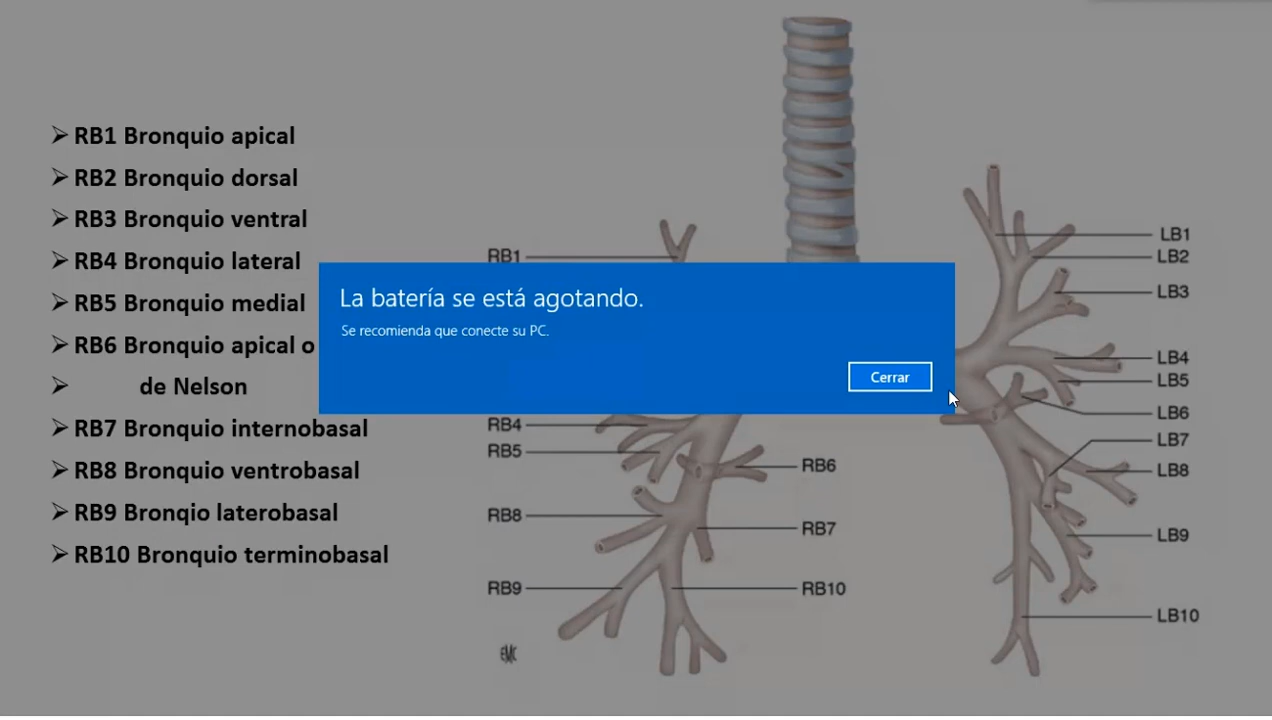 RB1 Bronquio apical
RB2 Bronquio dorsal
RB3 Bronquio ventral
RB4 Bronquio lateral
RB5 Bronquio medial
RB6 Bronquio apical o
de Nelson
RB7 Bronquio internobasal
RB8 Bronquio ventrobasal
RB9 Bronqio laterobasal
RB10 Bronquio terminobasal
La batería se está agotando.
Se recomienda que conecte su PC.
Cerrar
RB1
RB4
RB5
RB6
RB8
RB7
RB9
RB10
EMC
LB1
LB2
LB3
LB4
LB5
LB6
LB7
LB8
LB9
LB10